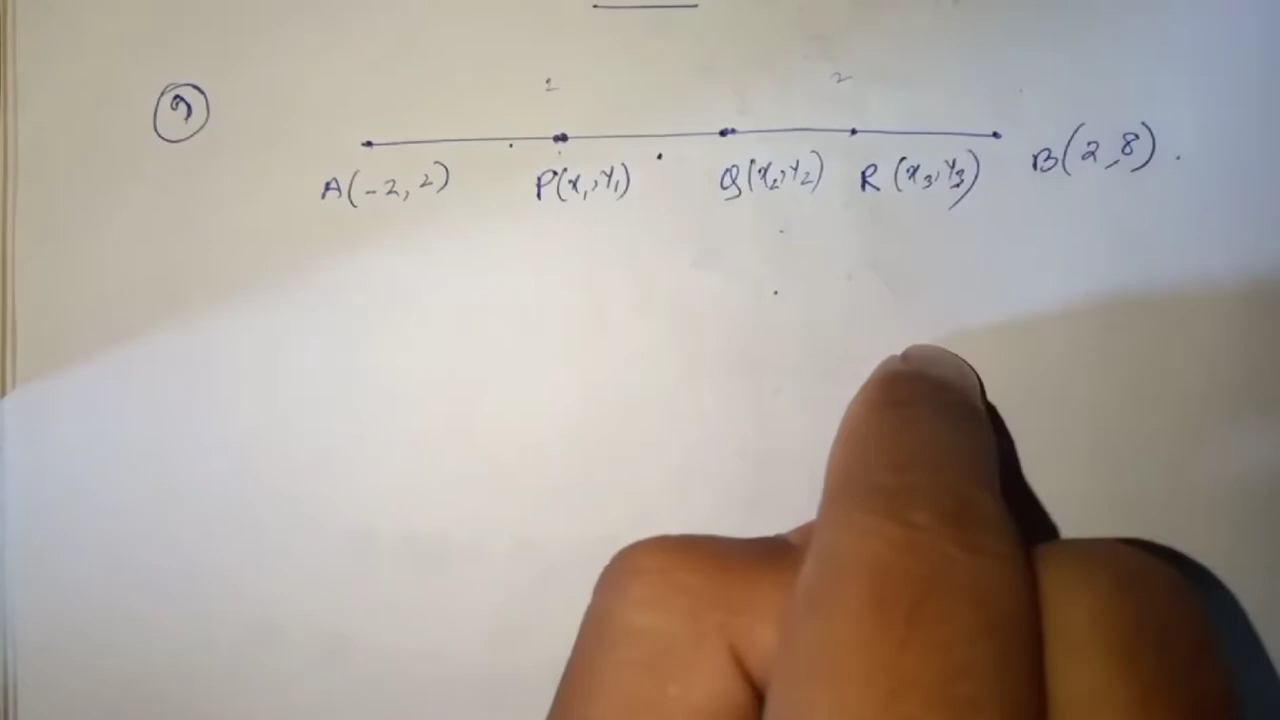 9
A(-2, 2) P(x₁, y₁) Q(x₂, y₂) R(x₃, y₃) B(2, 8).